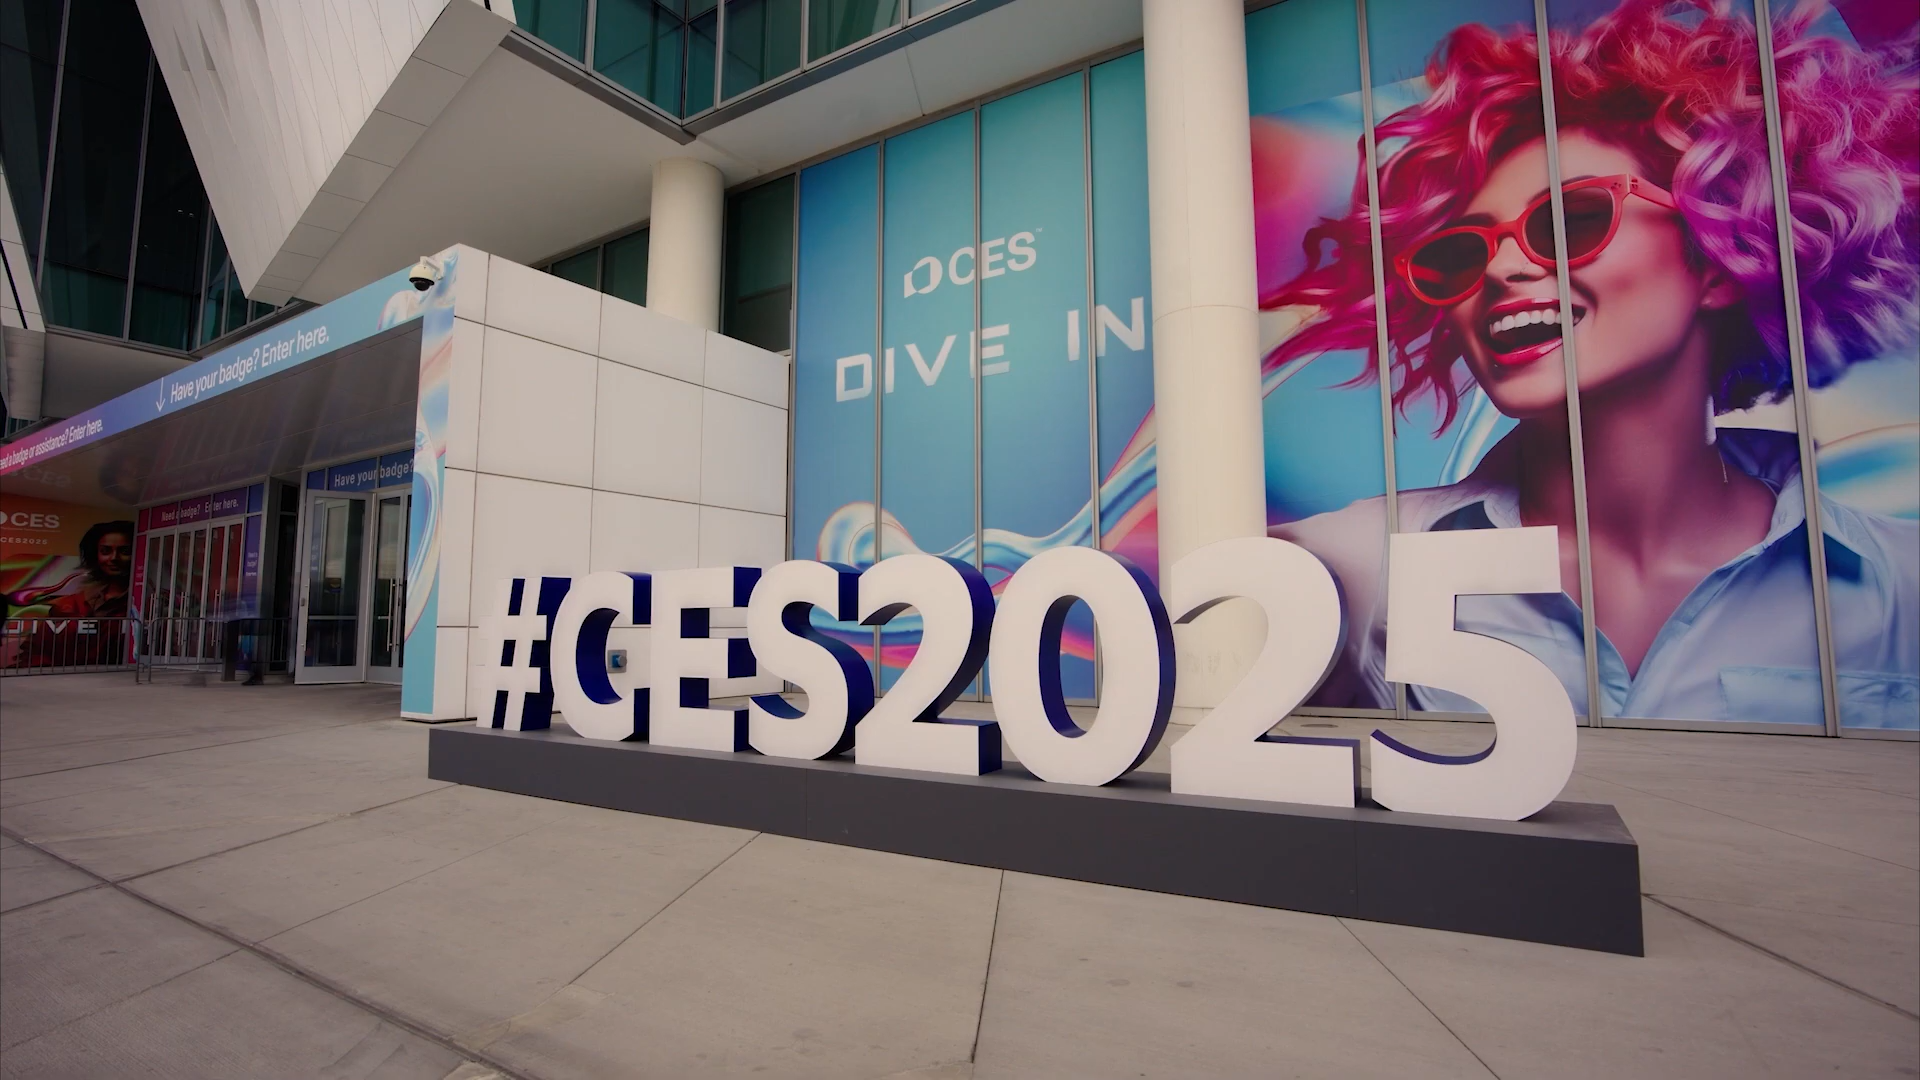 CES™
DIVE IN
Have your badge? Enter here.
need a badge or assistance? Enter here.
Have your badge?
Need a badge? Enter here.
CES
CES2025
DIVE
#CES2025